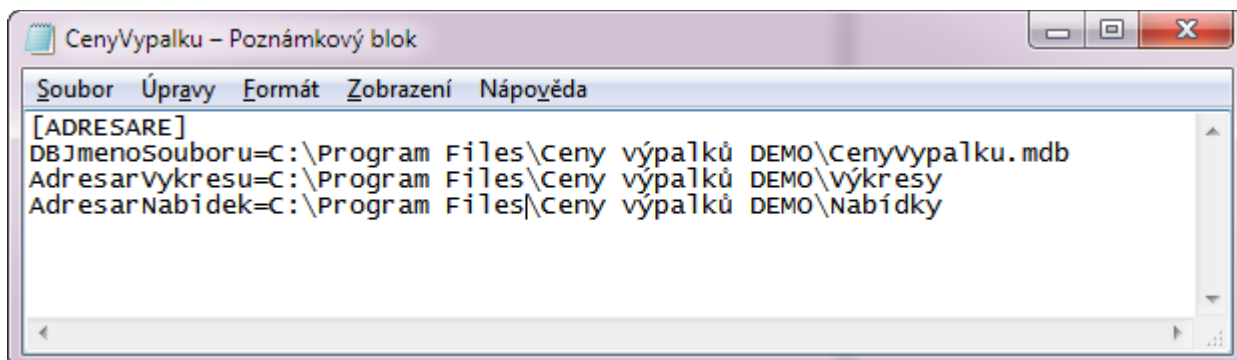 CenyVypalku – Poznámkový blok
Soubor Úpravy Formát Zobrazení Nápověda
[ADRESARE]
DBJmenoSouboru=C:\Program Files\Ceny výpalků DEMO\CenyVypalku.mdb
AdresarVykresu=C:\Program Files\Ceny výpalků DEMO\Výkresy
AdresarNabidek=C:\Program Files\Ceny výpalků DEMO\Nabídky